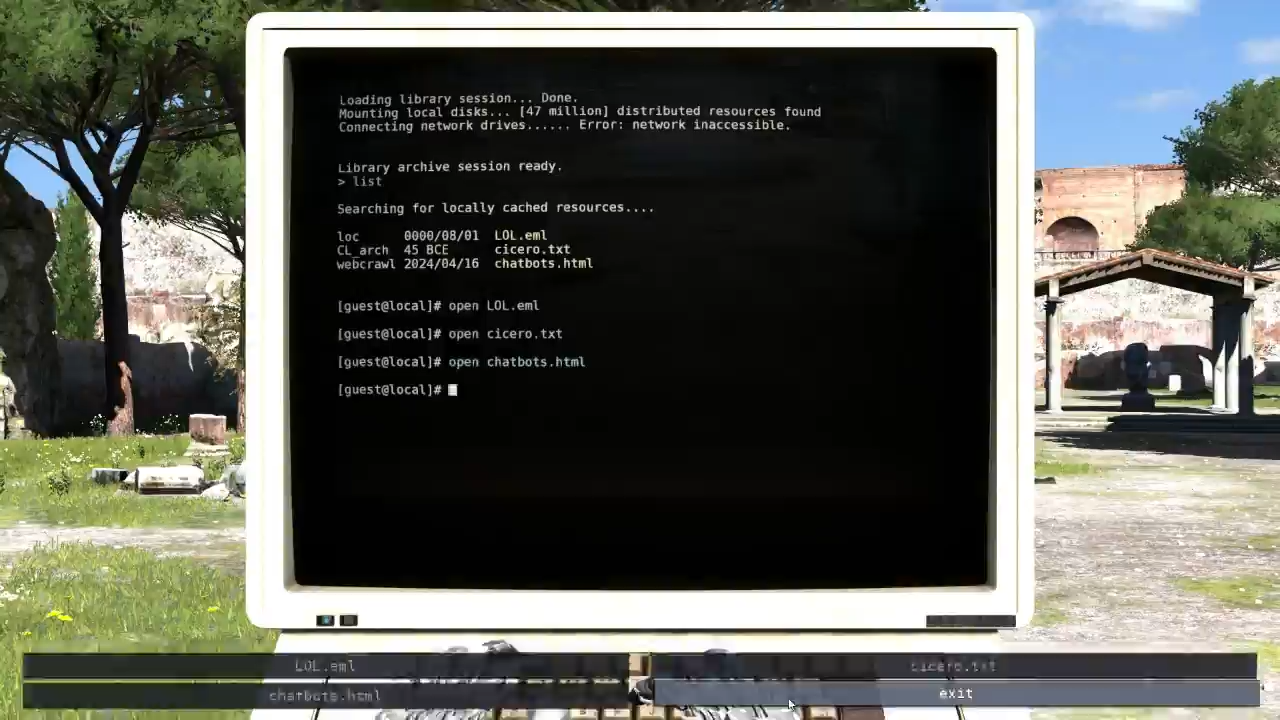 Loading library session... Done.
Mounting local disks... [47 million] distributed resources found
Connecting network drives...... Error: network inaccessible.
Library archive session ready.
> list
Searching for locally cached resources....
loc 0000/08/01 LOL.eml
CL_arch 45 BCE cicero.txt
webcrawl 2024/04/16 chatbots.html
[guest@local]# open LOL.eml
[guest@local]# open cicero.txt
[guest@local]# open chatbots.html
[guest@local]#
LOL.eml
cicero.txt
chatbots.html
exit